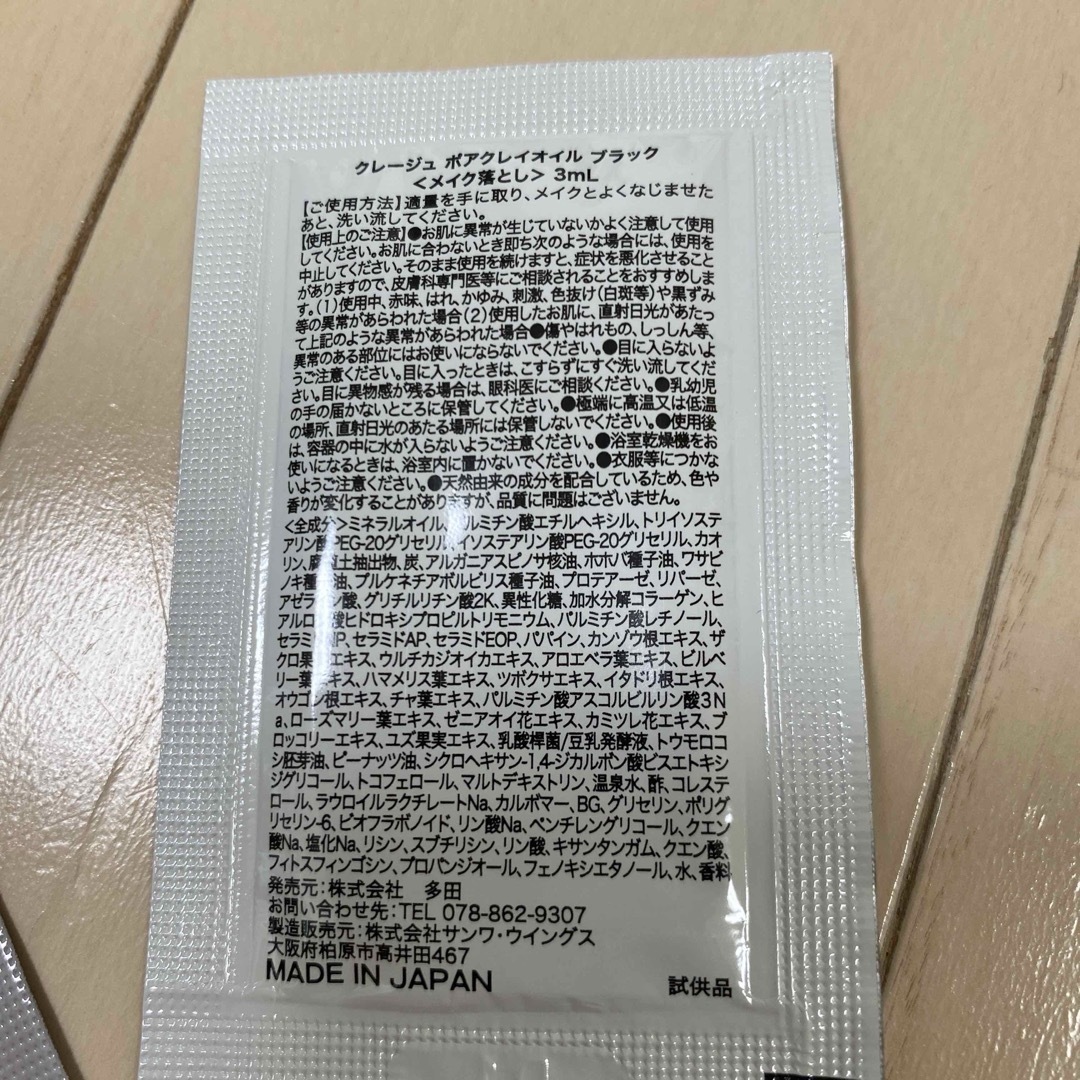 クレージュ ポアクレイオイル ブラック
＜メイク落とし＞ 3mL
【ご使用方法】適量を手に取り、メイクとよくなじませた
あと、洗い流してください。
【使用上のご注意】●お肌に異常が生じていないかよく注意して使用
してください。お肌に合わないとき即ち次のような場合には、使用を
中止してください。そのまま使用を続けますと、症状を悪化させること
がありますので、皮膚科専門医等にご相談されることをおすすめしま
す。(1)使用中、赤味、はれ、かゆみ、刺激、色抜け(白斑等)や黒ずみ
等の異常があらわれた場合(2)使用したお肌に、直射日光があたっ
て上記のような異常があらわれた場合●傷やはれもの、しっしん等、
異常のある部位にはお使いにならないでください。●目に入らないよ
うご注意ください。目に入ったときは、こすらずにすぐ洗い流してくだ
さい。目に異物感が残る場合は、眼科医にご相談ください。●乳幼児
の手の届かないところに保管してください。●極端に高温又は低温
の場所、直射日光のあたる場所には保管しないでください。●使用後
は、容器の中に水が入らないようご注意ください。●浴室乾燥機をお
使いになるときは、浴室内に置かないでください。●衣服等につかな
いようご注意ください。●天然由来の成分を配合しているため、色や
香りが変化することがありますが、品質に問題はございません。
＜全成分＞ミネラルオイル、パルミチン酸エチルヘキシル、トリイソステ
アリン酸PEG-20グリセリル、イソステアリン酸PEG-20グリセリル、カオ
リン、腐植土抽出物、炭、アルガニアスピノサ核油、ホホバ種子油、ワサビ
ノキ種子油、プルケネチアボルビリス種子油、プロテアーゼ、リパーゼ、
アゼライン酸、グリチルリチン酸2K、異性化糖、加水分解コラーゲン、ヒ
アルロン酸ヒドロキシプロピルトリモニウム、パルミチン酸レチノール、
セラミドNP、セラミドAP、セラミドEOP、パパイン、カンゾウ根エキス、ザ
クロ果実エキス、ウルチカジオイカエキス、アロエベラ葉エキス、ビルベ
リー葉エキス、ハマメリス葉エキス、ツボクサエキス、イタドリ根エキス、
オウゴン根エキス、チャ葉エキス、パルミチン酸アスコルビルリン酸3N
a、ローズマリー葉エキス、ゼニアオイ花エキス、カミツレ花エキス、ブ
ロッコリーエキス、ユズ果実エキス、乳酸桿菌/豆乳発酵液、トウモロコ
シ胚芽油、ピーナッツ油、シクロヘキサン-1,4-ジカルボン酸ビスエトキシ
ジグリコール、トコフェロール、マルトデキストリン、温泉水、酢、コレステ
ロール、ラウロイルラクチレートNa、カルボマー、BG、グリセリン、ポリグ
リセリン-6、ビオフラボノイド、リン酸Na、ペンチレングリコール、クエン
酸Na、塩化Na、リシン、スプチリシン、リン酸、キサンタンガム、クエン酸、
フィトスフィンゴシン、プロパンジオール、フェノキシエタノール、水、香料
発売元：株式会社 多田
お問い合わせ先：TEL 078-862-9307
製造販売元：株式会社サンワ・ウイングス
大阪府柏原市高井田467
MADE IN JAPAN
試供品